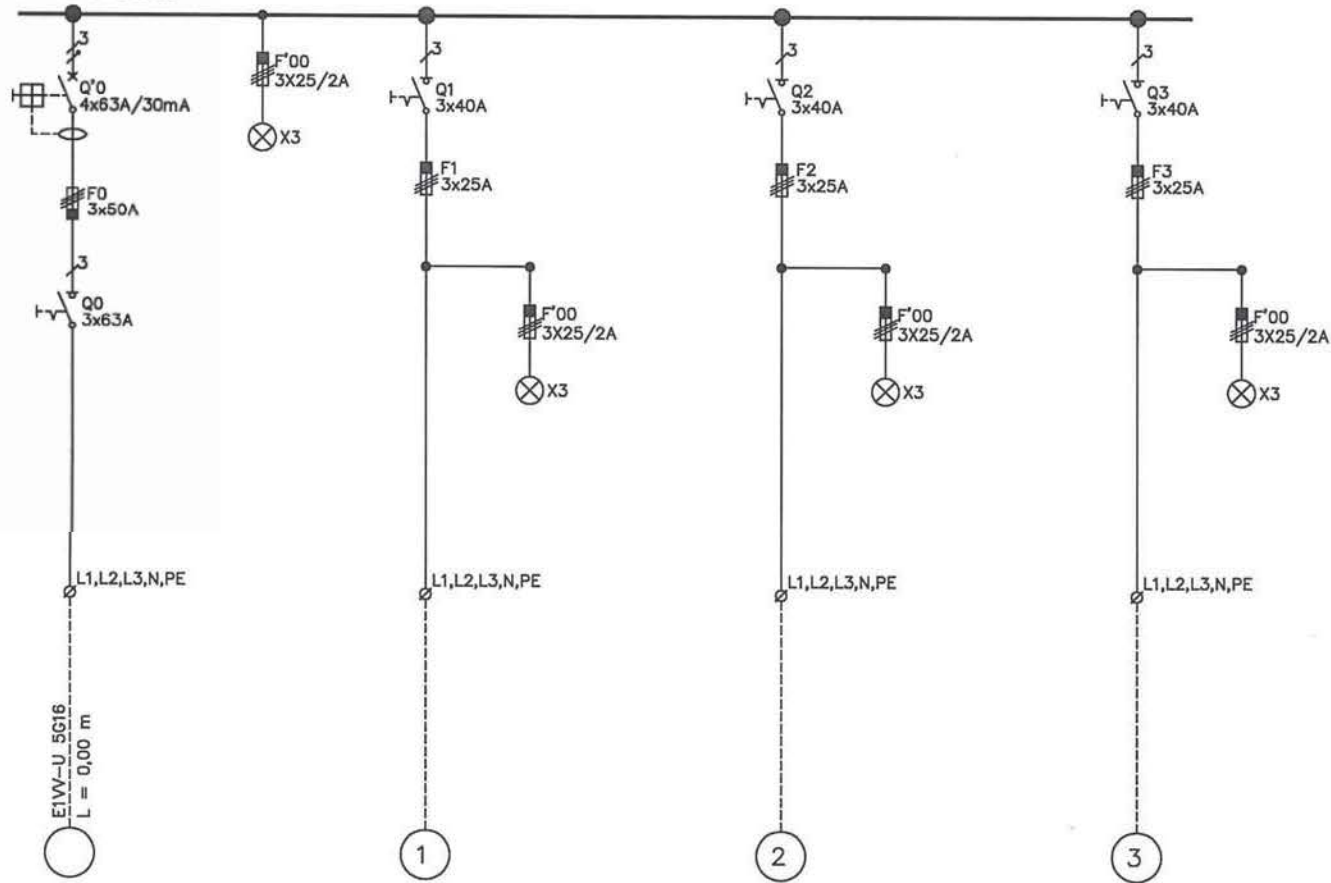 3
Q'0
4x63A/30mA
F0
3x50A
3
Q0
3x63A
L1,L2,L3,N,PE
E1VV-U 5G16
L = 0,00 m
F'00
3X25/2A
X3
3
Q1
3x40A
F1
3x25A
F'00
3X25/2A
X3
L1,L2,L3,N,PE
1
3
Q2
3x40A
F2
3x25A
F'00
3X25/2A
X3
L1,L2,L3,N,PE
2
3
Q3
3x40A
F3
3x25A
F'00
3X25/2A
X3
L1,L2,L3,N,PE
3